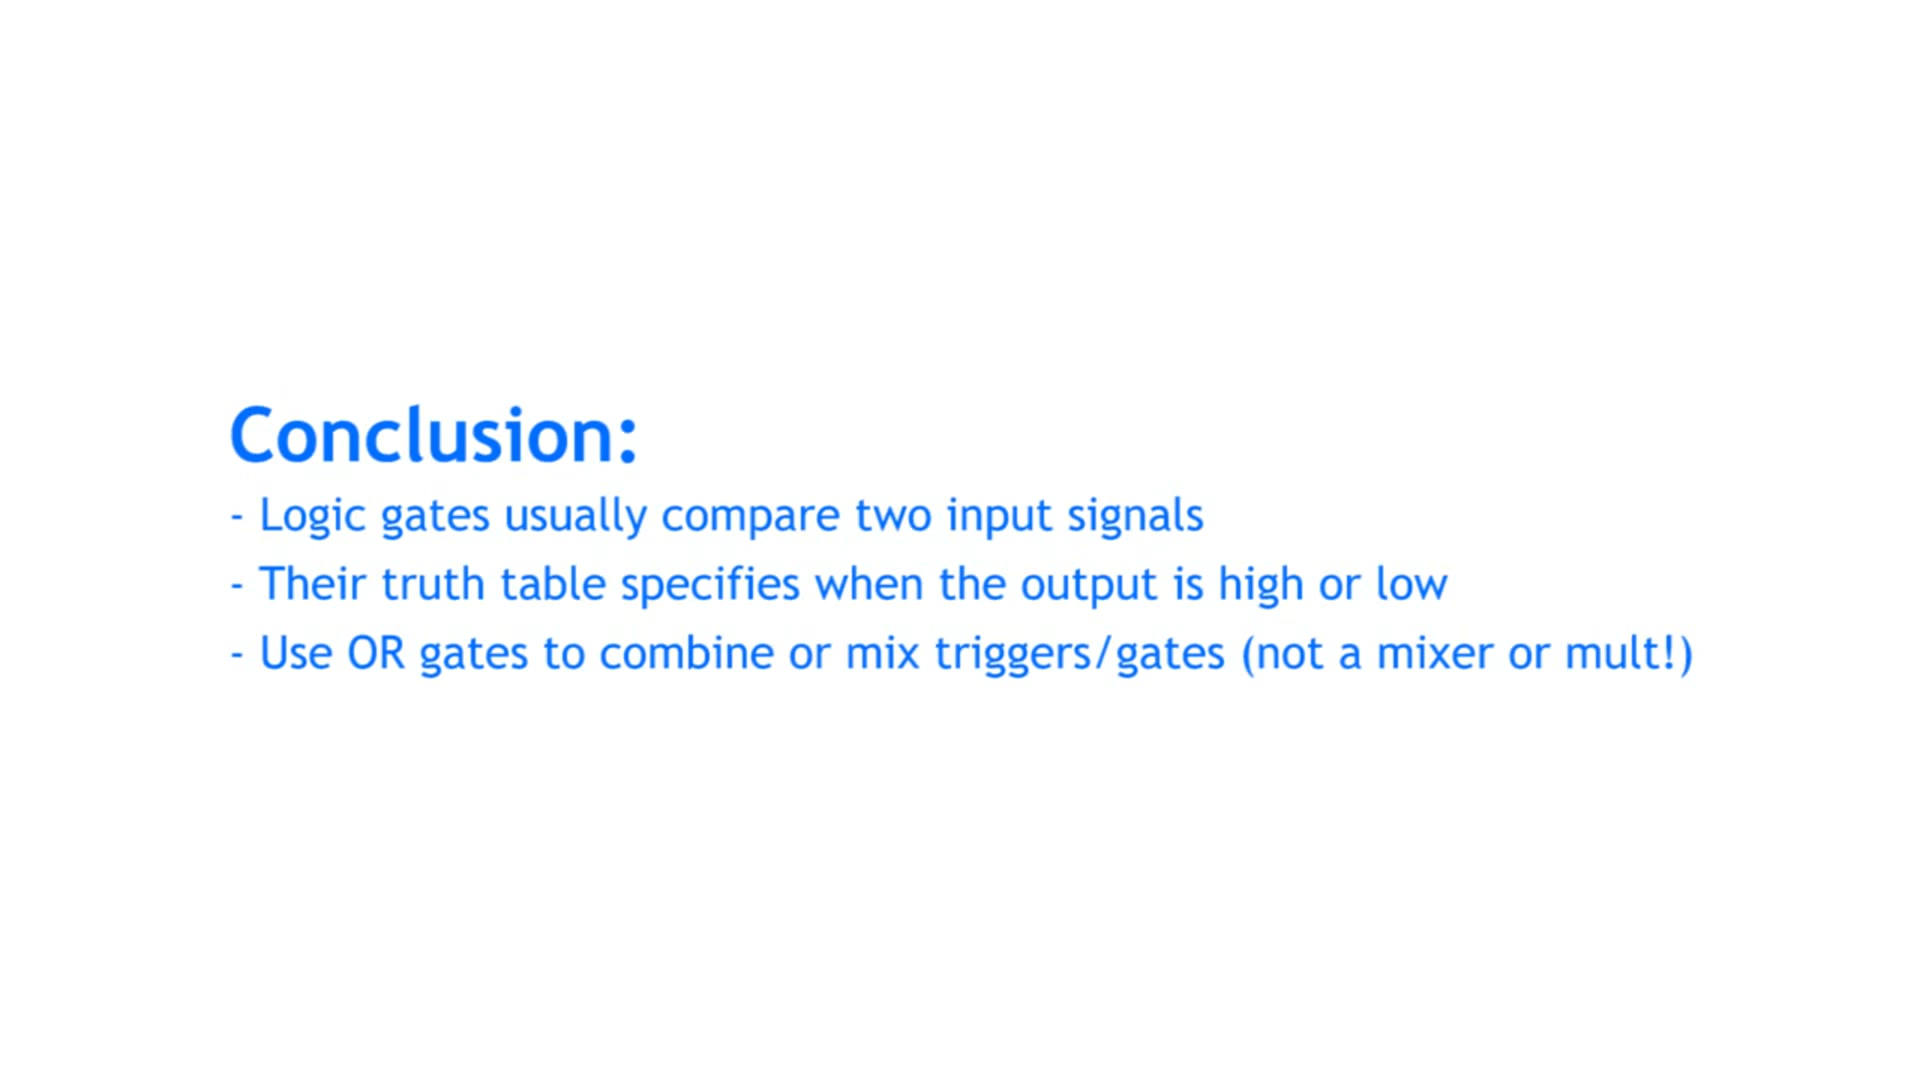 Conclusion:
- Logic gates usually compare two input signals
- Their truth table specifies when the output is high or low
- Use OR gates to combine or mix triggers/gates (not a mixer or mult!)